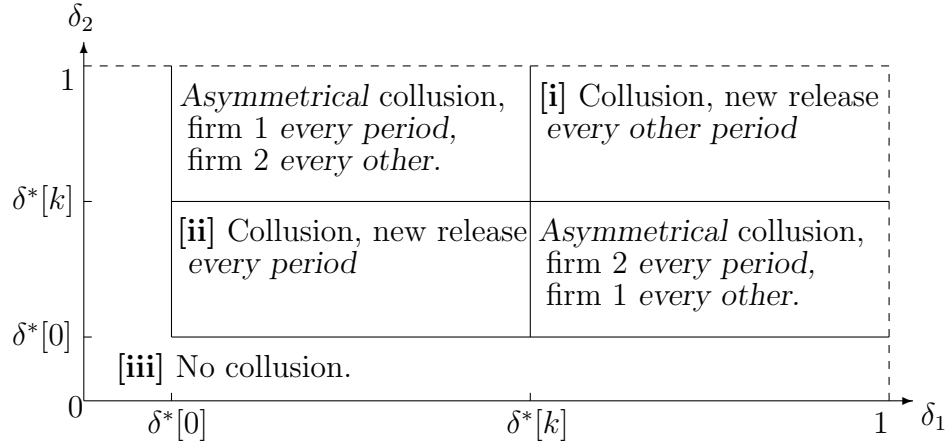 δ₂
1
Asymmetrical collusion,
firm 1 every period,
firm 2 every other.
[i] Collusion, new release
every other period
δ*[k]
[ii] Collusion, new release
every period
Asymmetrical collusion,
firm 2 every period,
firm 1 every other.
δ*[0]
[iii] No collusion.
0
δ*[0]
δ*[k]
1
δ₁